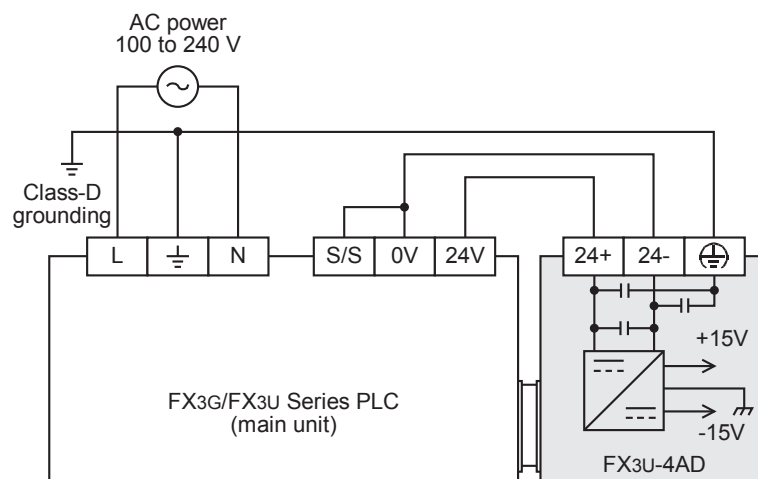 AC power
100 to 240 V
Class-D
grounding
L
N
S/S
0V
24V
24+
24-
+15V
-15V
FX3G/FX3U Series PLC
(main unit)
FX3U-4AD